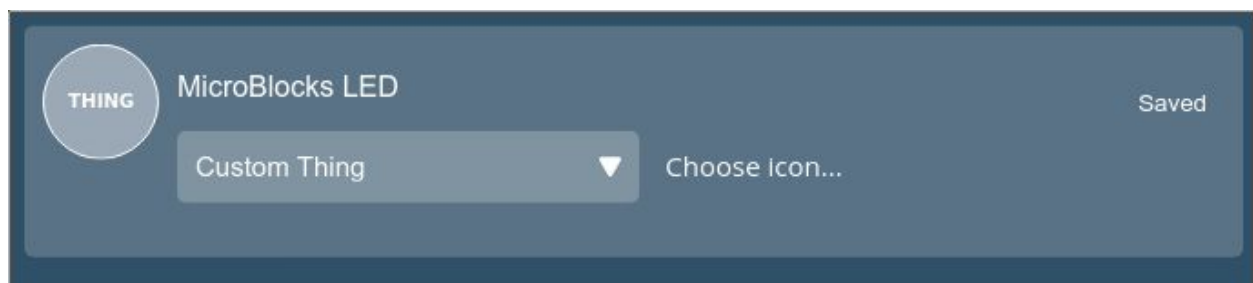 THING
MicroBlocks LED
Saved
Custom Thing
Choose icon...